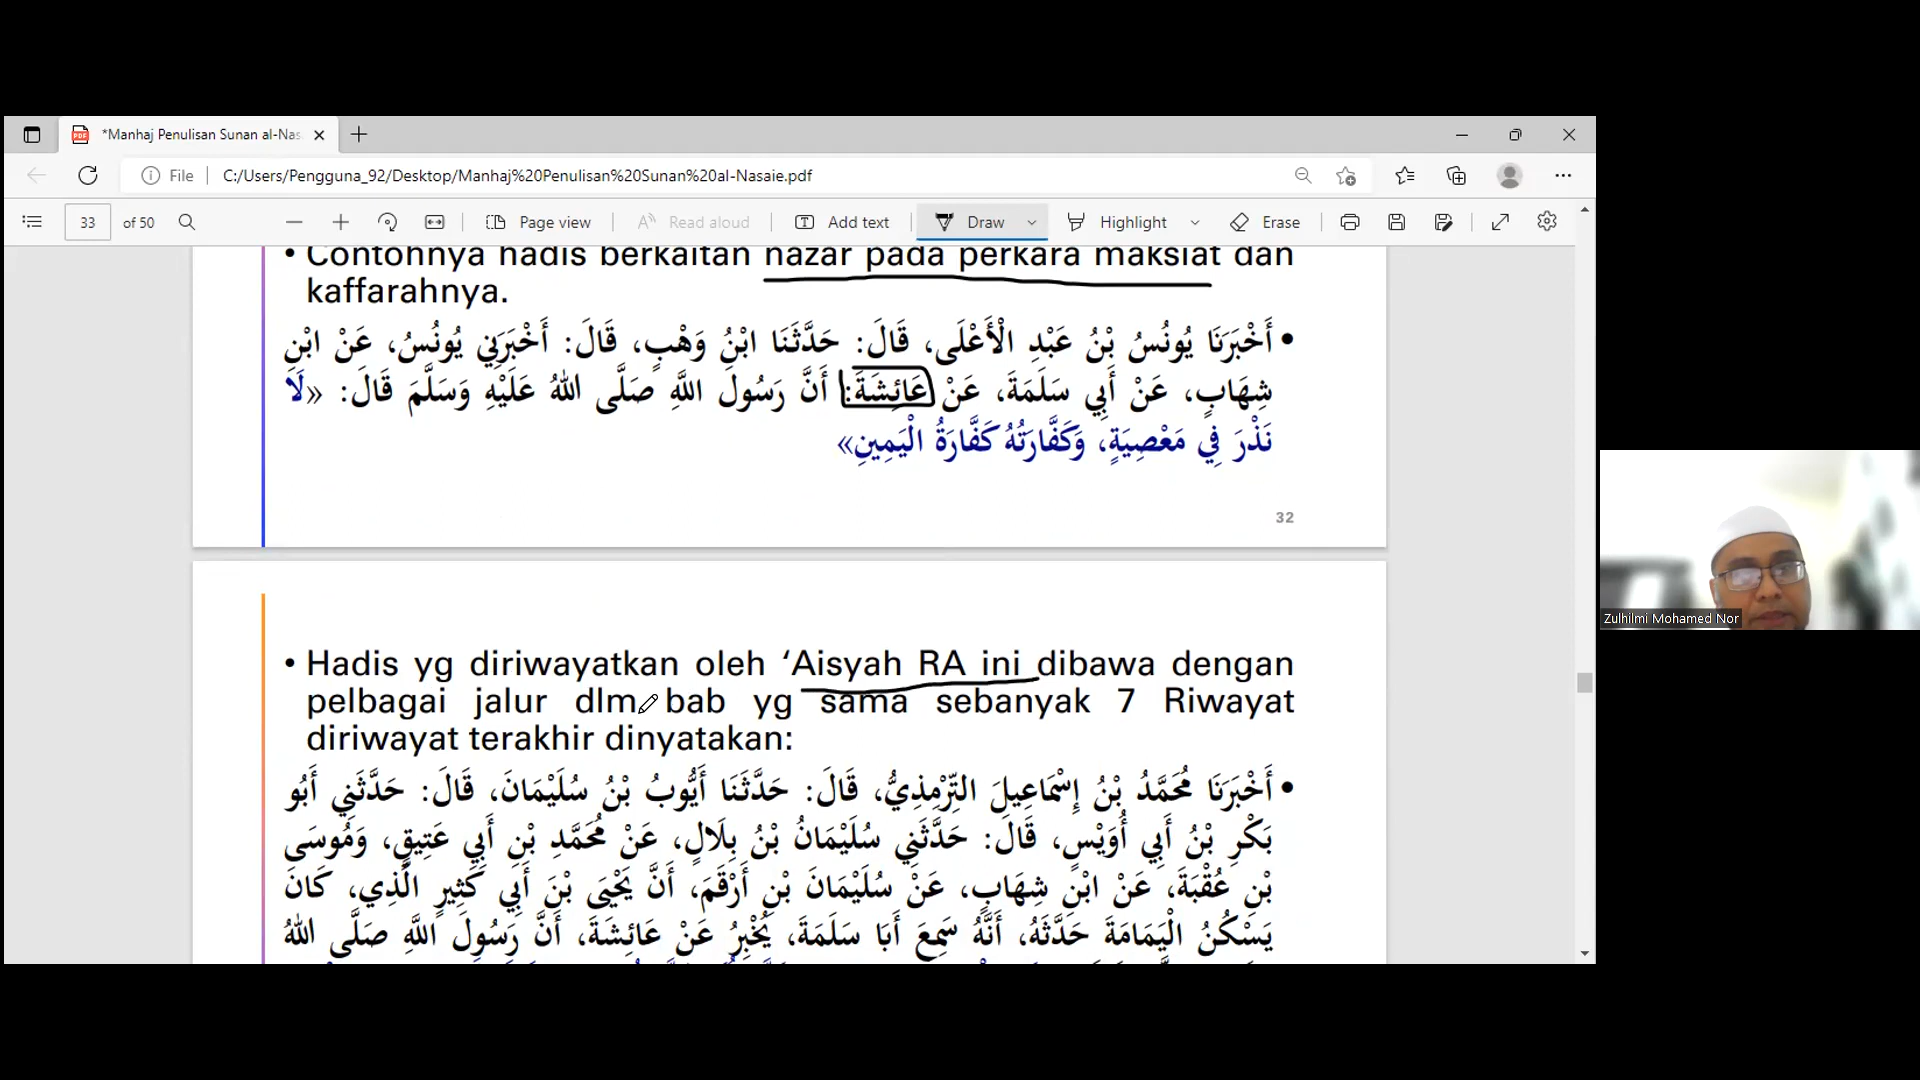 *Manhaj Penulisan Sunan al-Nas
File
C:/Users/Pengguna_92/Desktop/Manhaj%20Penulisan%20Sunan%20al-Nasaie.pdf
33 of 50
Page view
Read aloud
Add text
Draw
Highlight
Erase
• Contohnya hadis berkaitan nazar pada perkara maksiat dan
kaffarahnya.
• أَخْبَرَنَا يُونُسُ بْنُ عَبْدِ الْأَعْلَى، قَالَ: حَدَّثَنَا ابْنُ وَهْبٍ، قَالَ: أَخْبَرَنِي يُونُسُ، عَنْ ابْنِ
شِهَابٍ، عَنْ أَبِي سَلَمَةَ، عَنْ عَائِشَةَ: أَنَّ رَسُولَ اللَّهِ صَلَّى اللهُ عَلَيْهِ وَسَلَّمَ قَالَ: «لَا
نَذْرَ فِي مَعْصِيَةٍ، وَكَفَّارَتُهُ كَفَّارَةُ الْيَمِينِ»
32
• Hadis yg diriwayatkan oleh ‘Aisyah RA ini dibawa dengan
pelbagai jalur dlm bab yg sama sebanyak 7 Riwayat
diriwayat terakhir dinyatakan:
• أَخْبَرَنَا مُحَمَّدُ بْنُ إِسْمَاعِيلَ التِّرْمِذِيُّ، قَالَ: حَدَّثَنَا أَيُّوبُ بْنُ سُلَيْمَانَ، قَالَ: حَدَّثَنِي أَبُو
بَكْرِ بْنُ أَبِي أُوَيْسٍ، قَالَ: حَدَّثَنِي سُلَيْمَانُ بْنُ بِلَالٍ، عَنْ مُحَمَّدِ بْنِ أَبِي عَتِيقٍ، وَمُوسَى
بْنِ عُقْبَةَ، عَنْ ابْنِ شِهَابٍ، عَنْ سُلَيْمَانَ بْنِ أَرْقَمَ، أَنَّ يَحْيَى بْنَ أَبِي كَثِيرٍ الَّذِي، كَانَ
يَسْكُنُ الْيَمَامَةَ حَدَّثَهُ، أَنَّهُ سَمِعَ أَبَا سَلَمَةَ، يُخْبِرُ عَنْ عَائِشَةَ، أَنَّ رَسُولَ اللَّهِ صَلَّى اللهُ
Zulhilmi Mohamed Nor